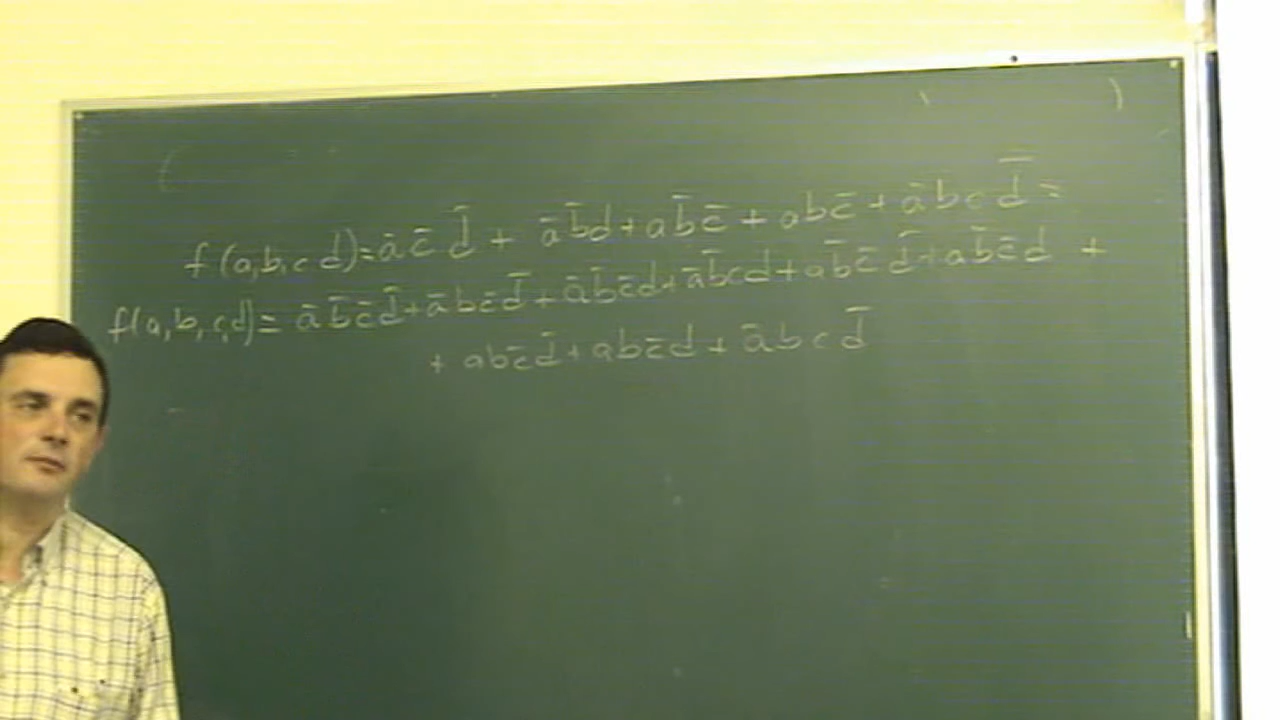 f(a,b,c d)=āc̄d̄ + āb̄d+ab̄c̄ + abc̄+ābcd̄=
f(a,b,c,d)= āb̄c̄d̄+ābc̄d̄+āb̄c̄d+āb̄cd+ab̄c̄d̄+ab̄c̄d +
+ abc̄d̄+abc̄d+ābcd̄